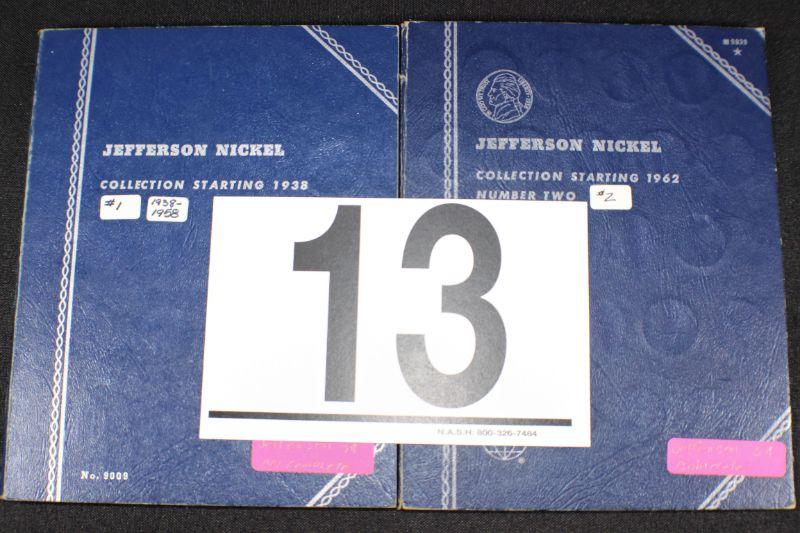 JEFFERSON NICKEL
COLLECTION STARTING 1938
#1
1938-
1958
No. 9009
9039
JEFFERSON NICKEL
COLLECTION STARTING 1962
NUMBER TWO
#2
13
N.A.S.H. 800-326-7484